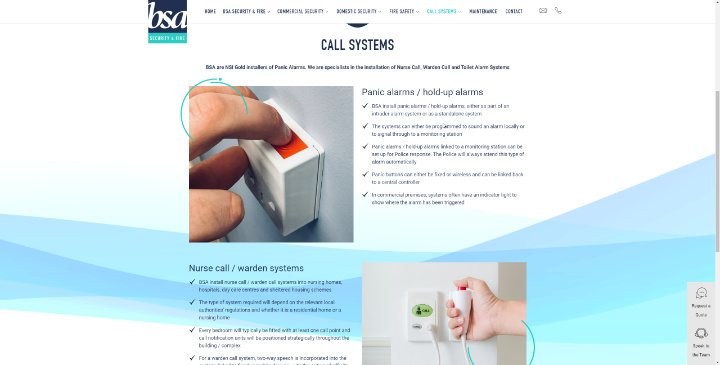 bsa
SECURITY & FIRE
HOME BSA SECURITY & FIRE COMMERCIAL SECURITY DOMESTIC SECURITY FIRE SAFETY CALL SYSTEMS MAINTENANCE CONTACT
CALL SYSTEMS
BSA are NSI Gold installers of Panic Alarms. We are specialists in the installation of Nurse Call, Warden Call and Toilet Alarm Systems
Panic alarms / hold-up alarms
BSA install panic alarms / hold-up alarms, either as part of an
intruder alarm system or as a standalone system
The systems can either be programmed to sound an alarm locally or
to signal through to a monitoring station
Panic alarms / hold-up alarms linked to a monitoring station can be
set up for Police response. The Police will always attend this type of
alarm automatically
Panic buttons can either be fixed or wireless and can be linked back
to a central controller
In commercial premises, systems often have an indicator light to
show where the alarm has been triggered
Nurse call / warden systems
BSA install nurse call / warden call systems into nursing homes,
hospitals, day care centres and sheltered housing schemes
The type of system required will depend on the relevant local
authorities' regulations and whether it is a residential home or a
nursing home
Every bedroom will typically be fitted with at least one call point and
call notification units will be positioned strategically throughout the
building / complex
For a warden call system, two-way speech is incorporated into the
Request a
Quote
Speak to
the Team